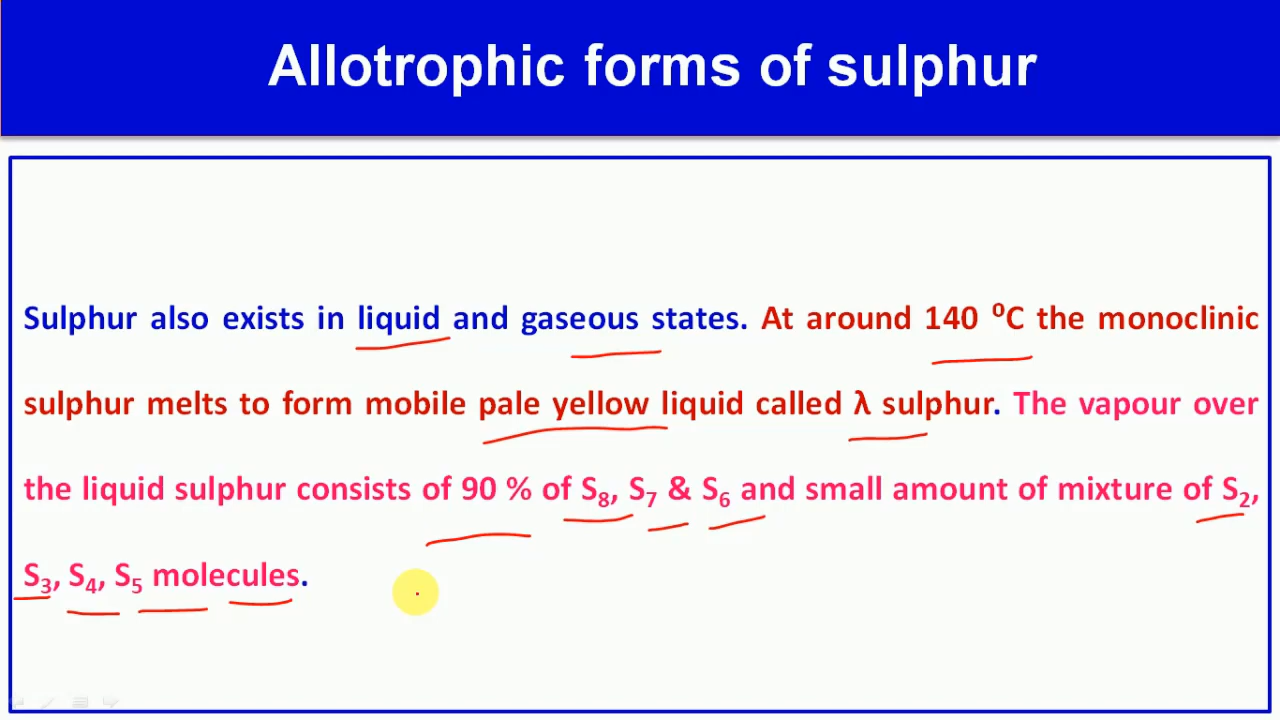 Allotrophic forms of sulphur
Sulphur also exists in liquid and gaseous states. At around 140 ⁰C the monoclinic
sulphur melts to form mobile pale yellow liquid called λ sulphur. The vapour over
the liquid sulphur consists of 90 % of S₈, S₇ & S₆ and small amount of mixture of S₂,
S₃, S₄, S₅ molecules.